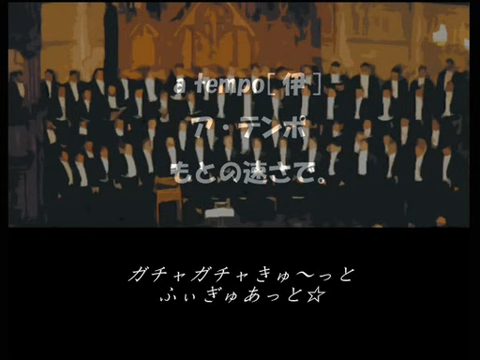 a tempo[伊]
ア・テンポ
もとの速さで。
ガチャガチャきゅ～っと
ふぃぎゅあっと☆